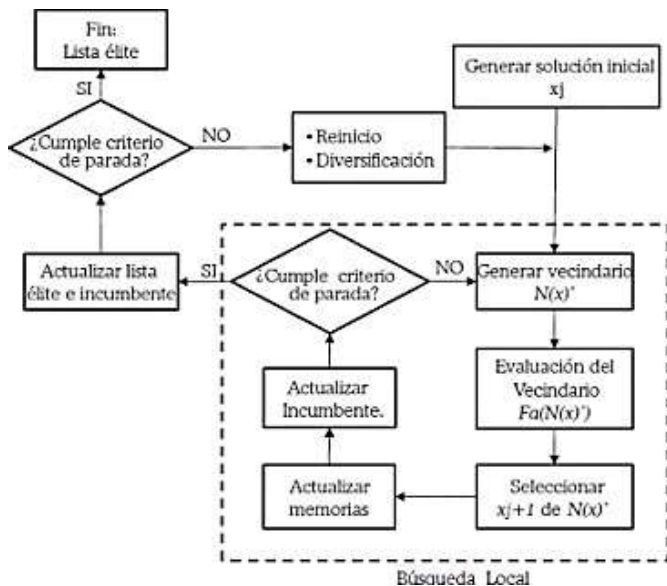 Fin:
Lista élite
Generar solución inicial
xj
SI
¿Cumple criterio
de parada?
NO
• Reinicio
• Diversificación
Actualizar lista
élite e incumbente
SI
¿Cumple criterio
de parada?
NO
Generar vecindario
N(x)*
Evaluación del
Vecindario
Fa(N(x)*)
Actualizar
Incumbente.
Actualizar
memorias
Seleccionar
xj+1 de N(x)*
Búsqueda Local